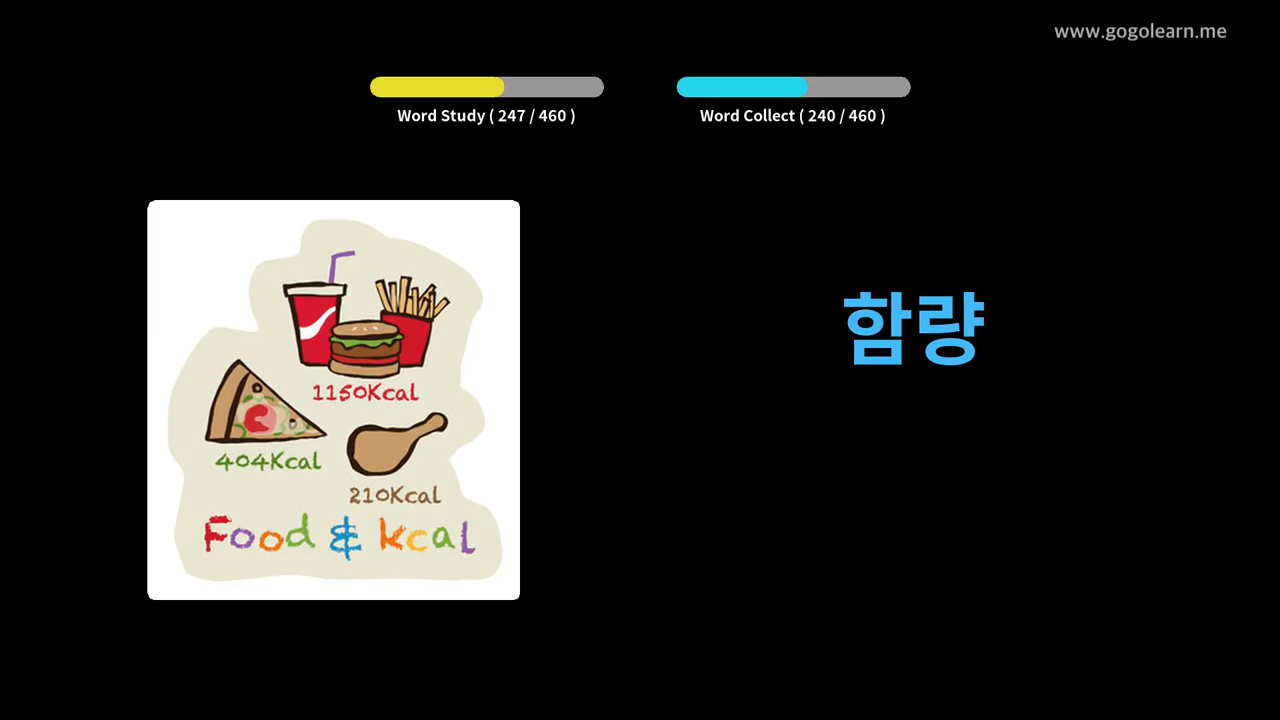 www.gogolearn.me
Word Study ( 247 / 460 )
Word Collect ( 240 / 460 )
함량
1150Kcal
404Kcal
210Kcal
Food & kcal